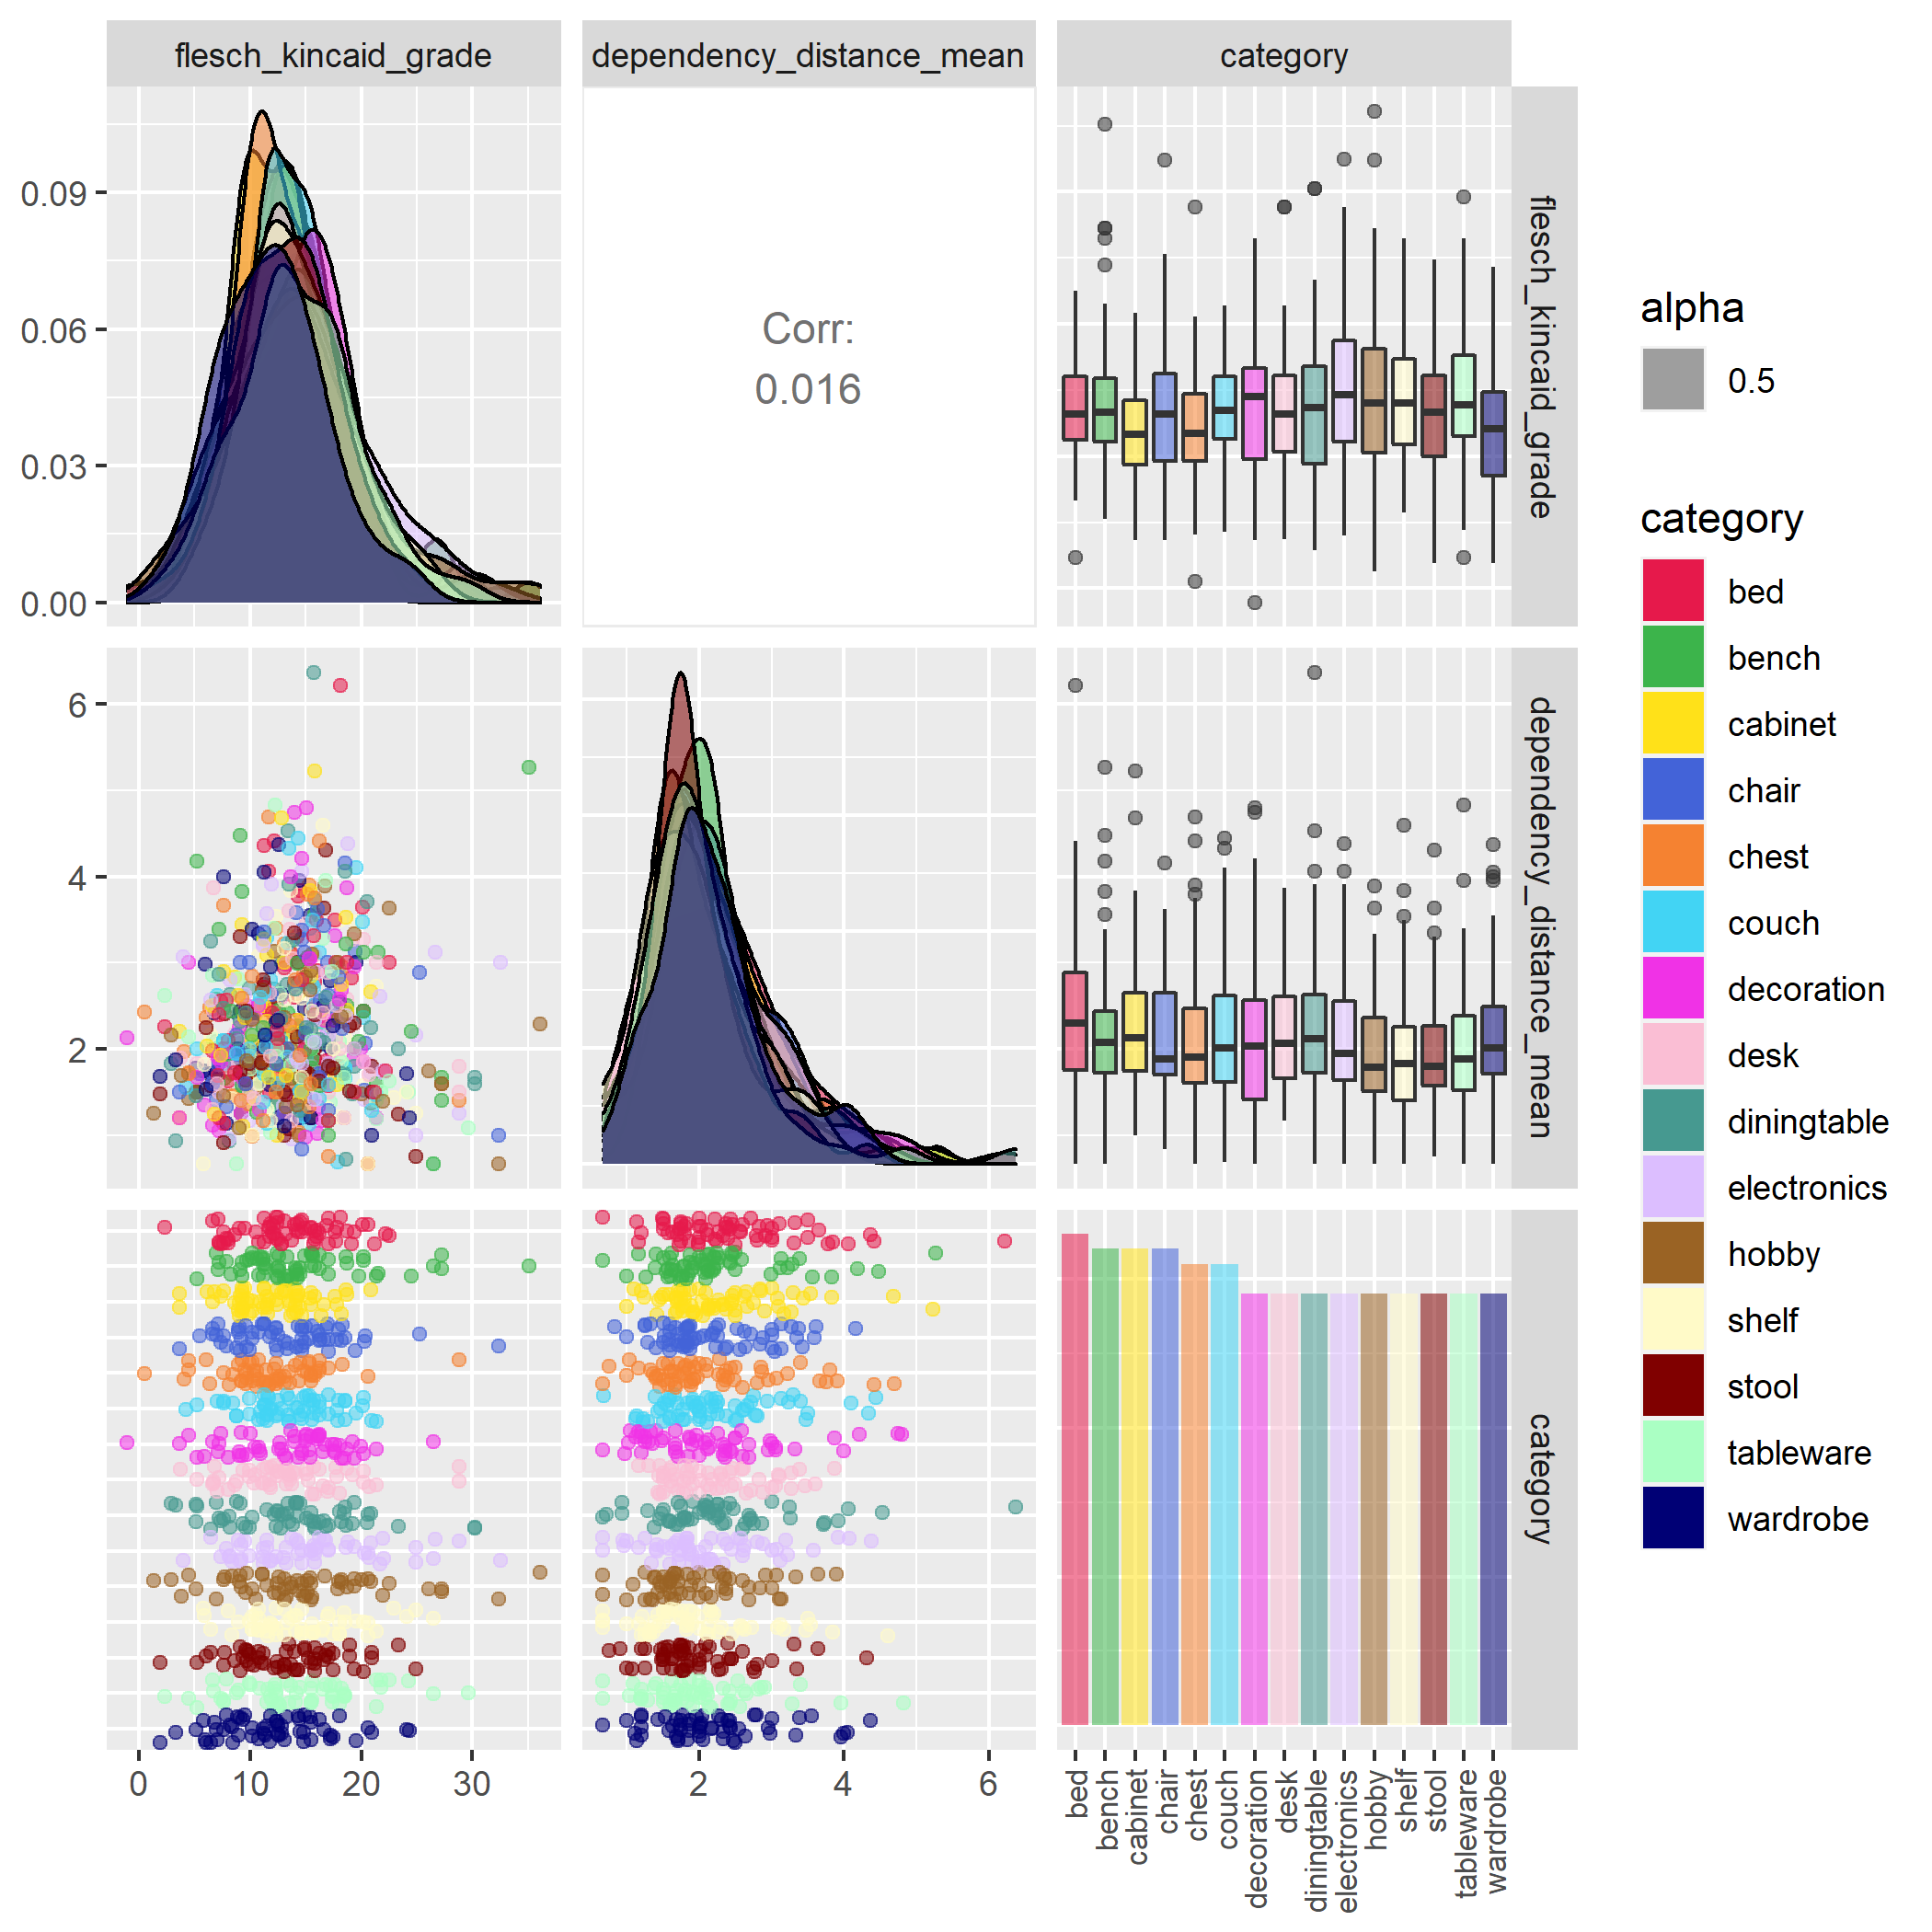 flesch_kincaid_grade
dependency_distance_mean
category
0.09
0.06
0.03
0.00
Corr:
0.016
flesch_kincaid_grade
6
4
2
dependency_distance_mean
category
0
10
20
30
2
4
6
bed
bench
cabinet
chair
chest
couch
decoration
desk
diningtable
electronics
hobby
shelf
stool
tableware
wardrobe
alpha
0.5
category
bed
bench
cabinet
chair
chest
couch
decoration
desk
diningtable
electronics
hobby
shelf
stool
tableware
wardrobe